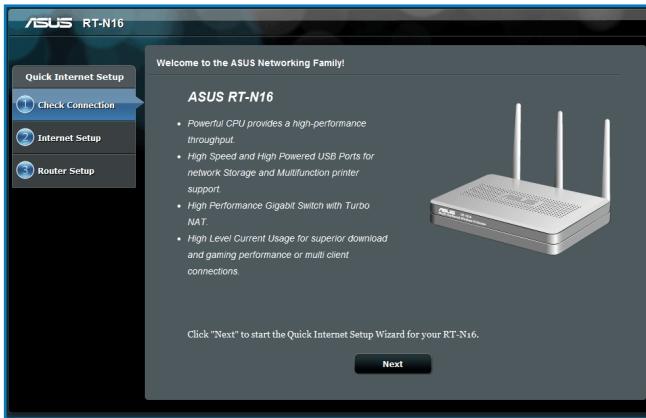 ASUS RT-N16
Quick Internet Setup
1 Check Connection
2 Internet Setup
3 Router Setup
Welcome to the ASUS Networking Family!
ASUS RT-N16
• Powerful CPU provides a high-performance
throughput.
• High Speed and High Powered USB Ports for
network Storage and Multifunction printer
support.
• High Performance Gigabit Switch with Turbo
NAT.
• High Level Current Usage for superior download
and gaming performance or multi client
connections.
Click "Next" to start the Quick Internet Setup Wizard for your RT-N16.
Next